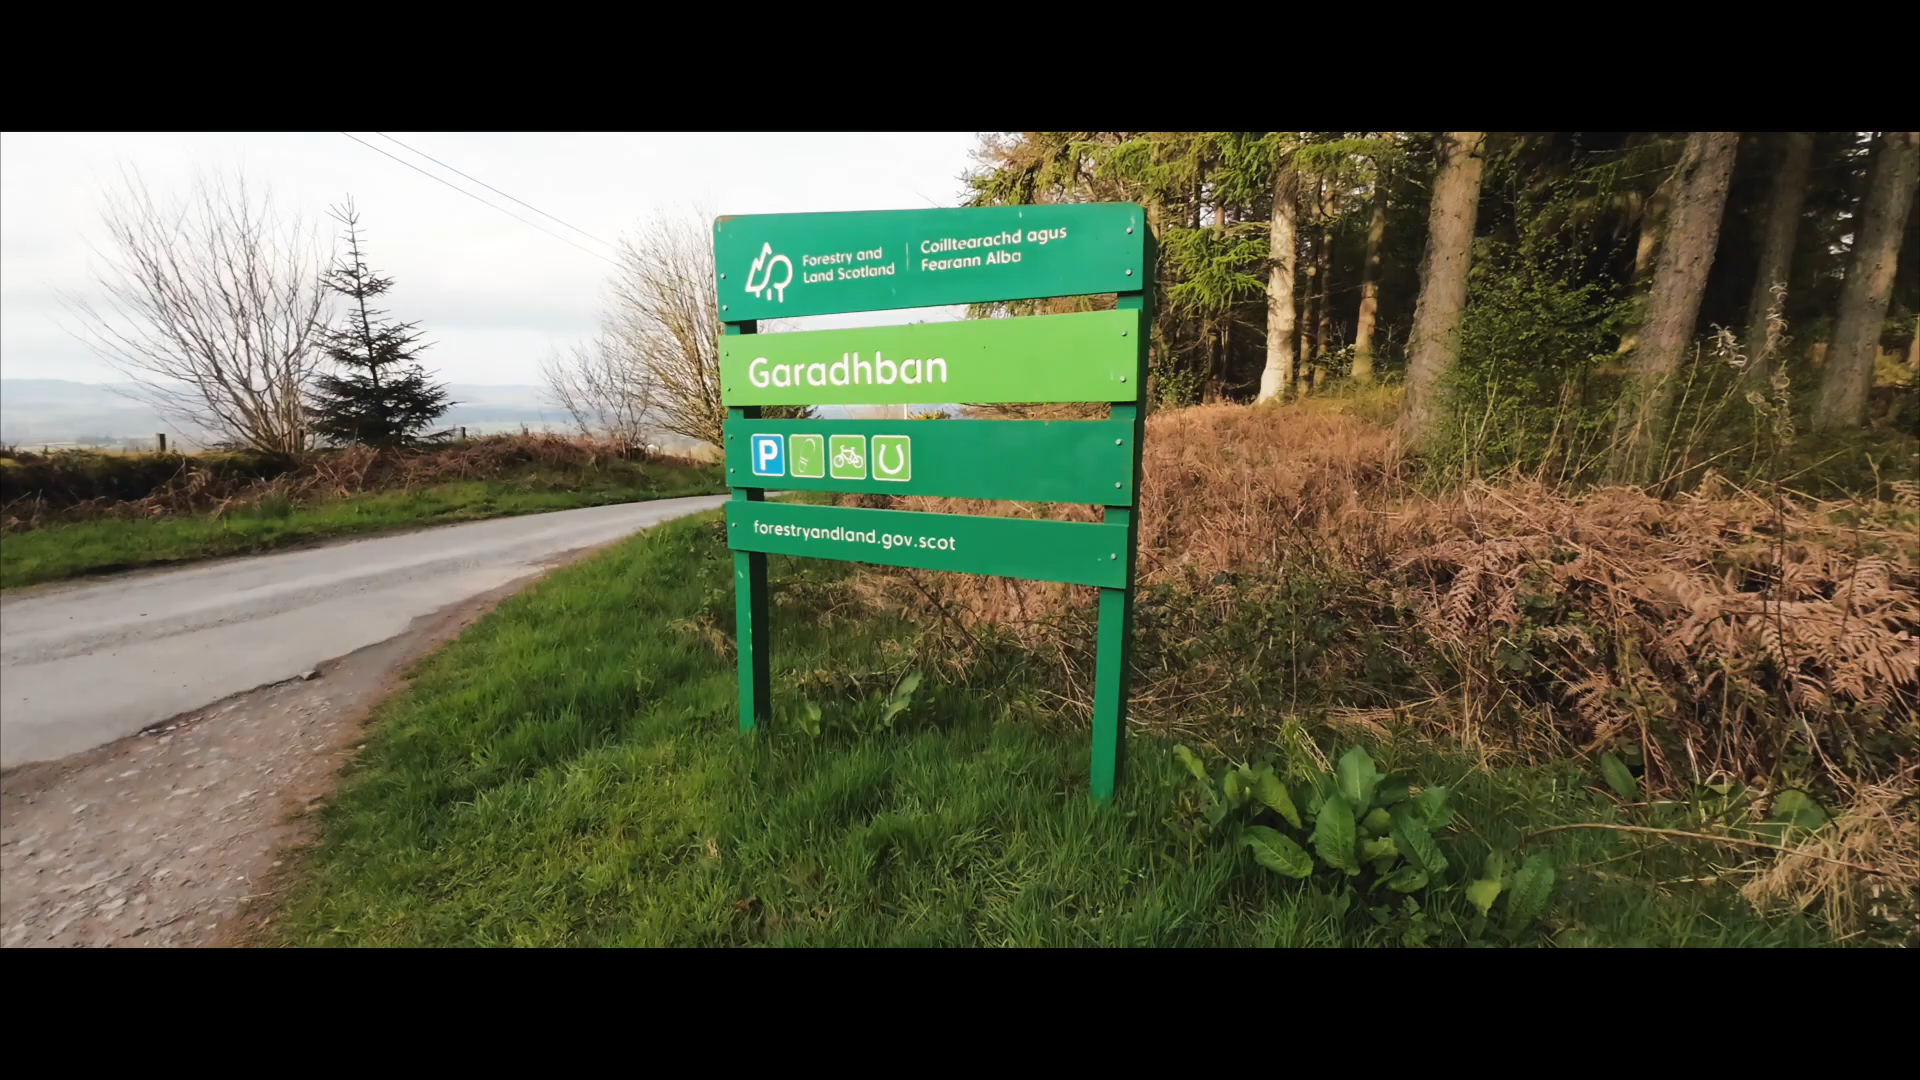 Forestry and
Land Scotland
Coilltearachd agus
Fearann Alba
Garadhban
P
forestryandland.gov.scot